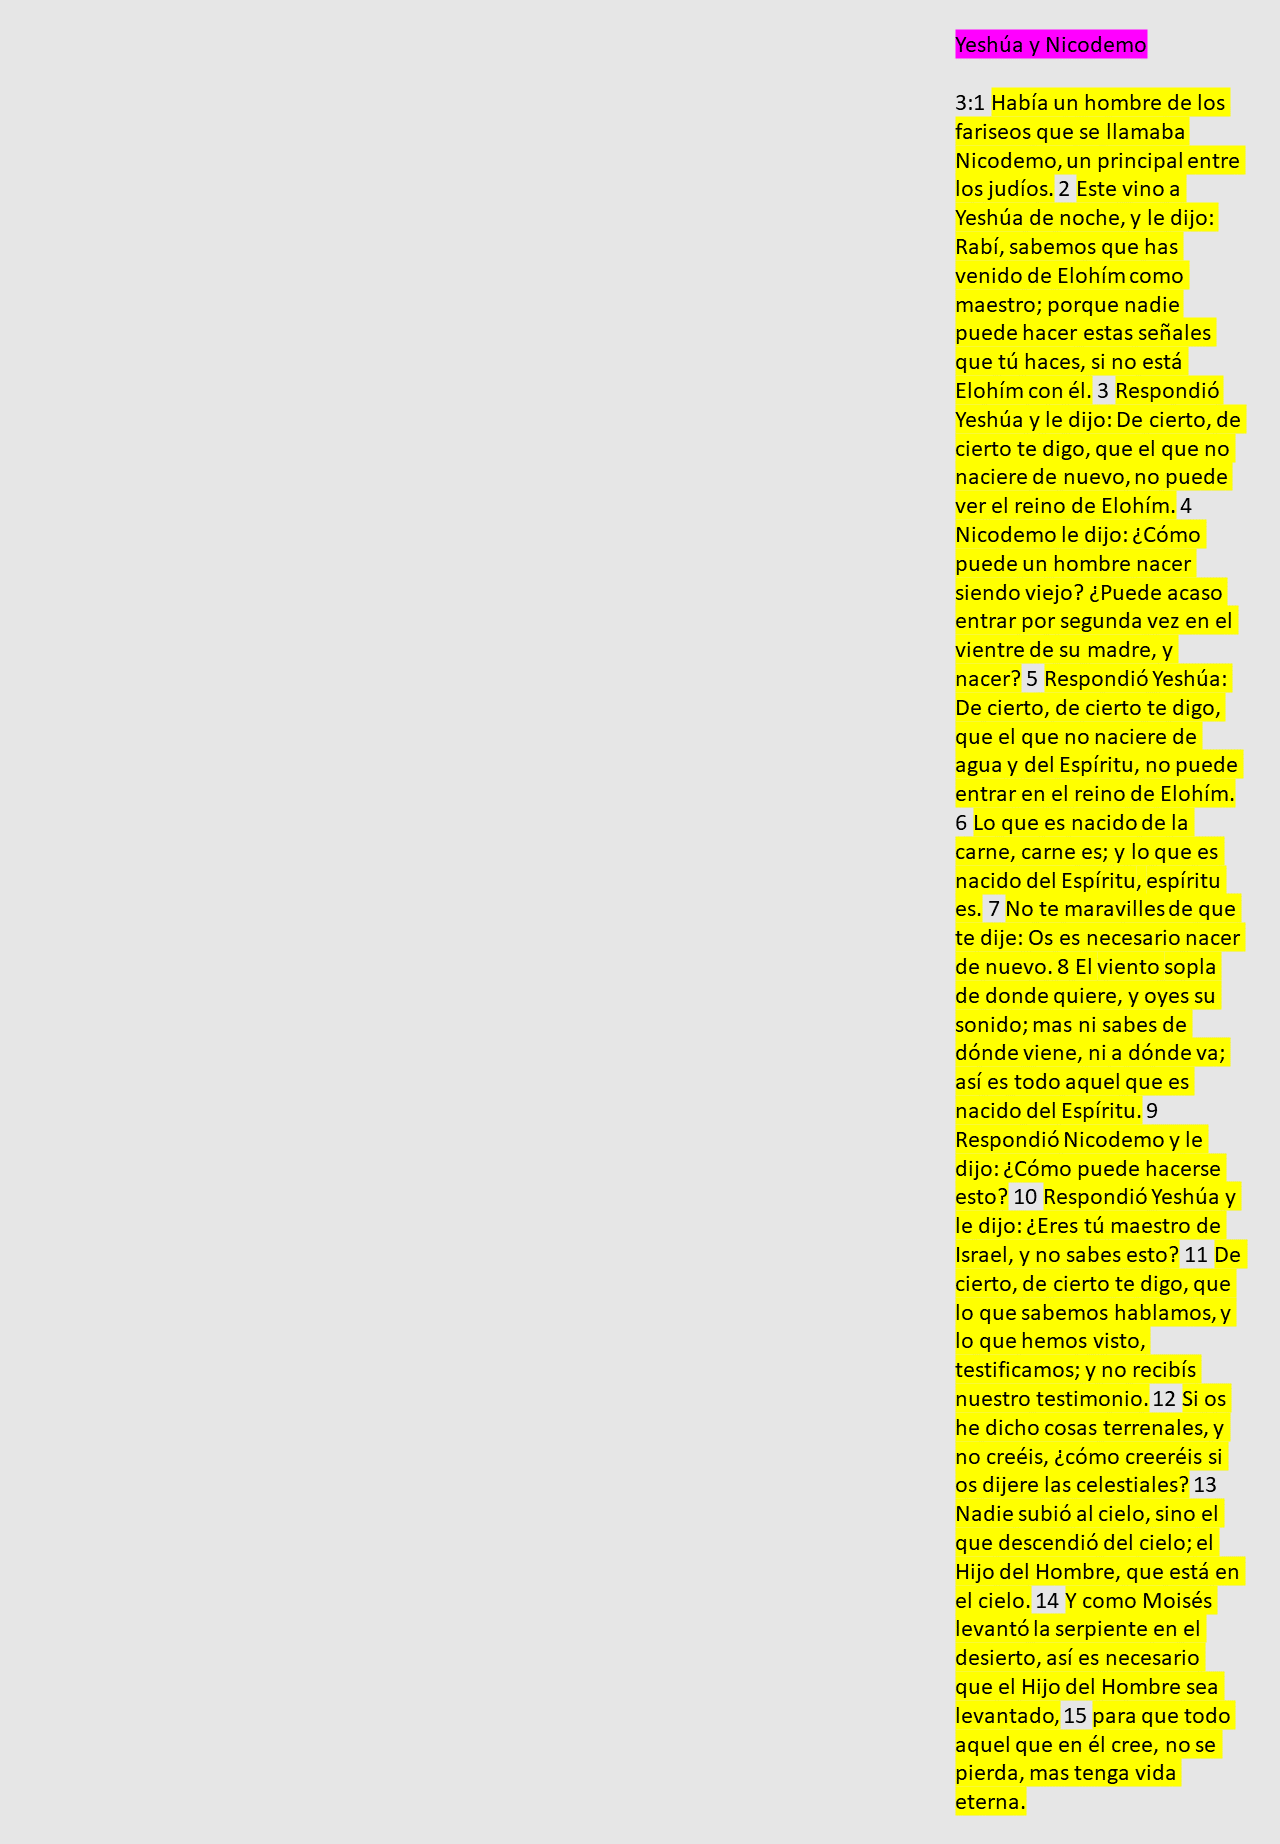 Yeshúa y Nicodemo
3:1 Había un hombre de los
fariseos que se llamaba
Nicodemo, un principal entre
los judíos. 2 Este vino a
Yeshúa de noche, y le dijo:
Rabí, sabemos que has
venido de Elohím como
maestro; porque nadie
puede hacer estas señales
que tú haces, si no está
Elohím con él. 3 Respondió
Yeshúa y le dijo: De cierto, de
cierto te digo, que el que no
naciere de nuevo, no puede
ver el reino de Elohím. 4
Nicodemo le dijo: ¿Cómo
puede un hombre nacer
siendo viejo? ¿Puede acaso
entrar por segunda vez en el
vientre de su madre, y
nacer? 5 Respondió Yeshúa:
De cierto, de cierto te digo,
que el que no naciere de
agua y del Espíritu, no puede
entrar en el reino de Elohím.
6 Lo que es nacido de la
carne, carne es; y lo que es
nacido del Espíritu, espíritu
es. 7 No te maravilles de que
te dije: Os es necesario nacer
de nuevo. 8 El viento sopla
de donde quiere, y oyes su
sonido; mas ni sabes de
dónde viene, ni a dónde va;
así es todo aquel que es
nacido del Espíritu. 9
Respondió Nicodemo y le
dijo: ¿Cómo puede hacerse
esto? 10 Respondió Yeshúa y
le dijo: ¿Eres tú maestro de
Israel, y no sabes esto? 11 De
cierto, de cierto te digo, que
lo que sabemos hablamos, y
lo que hemos visto,
testificamos; y no recibís
nuestro testimonio. 12 Si os
he dicho cosas terrenales, y
no creéis, ¿cómo creeréis si
os dijere las celestiales? 13
Nadie subió al cielo, sino el
que descendió del cielo; el
Hijo del Hombre, que está en
el cielo. 14 Y como Moisés
levantó la serpiente en el
desierto, así es necesario
que el Hijo del Hombre sea
levantado, 15 para que todo
aquel que en él cree, no se
pierda, mas tenga vida
eterna.